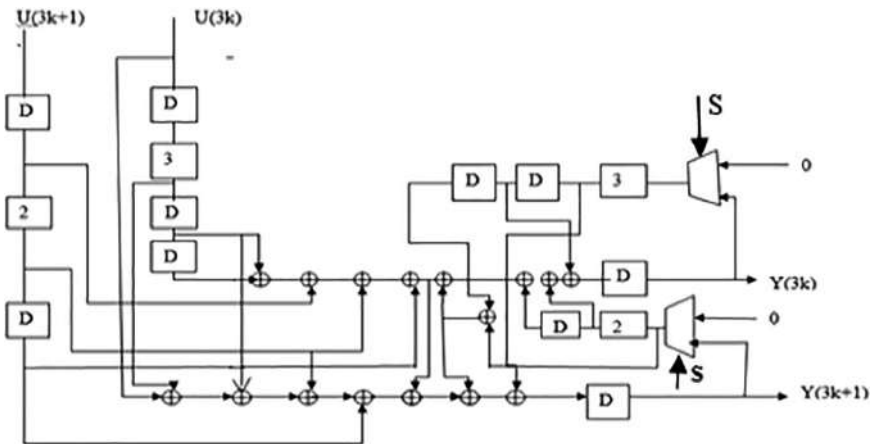 U(3k+1) U(3k)
D D
3
2 D
D
D
S
D D 3 0
D Y(3k)
D 2 0
S
D Y(3k+1)